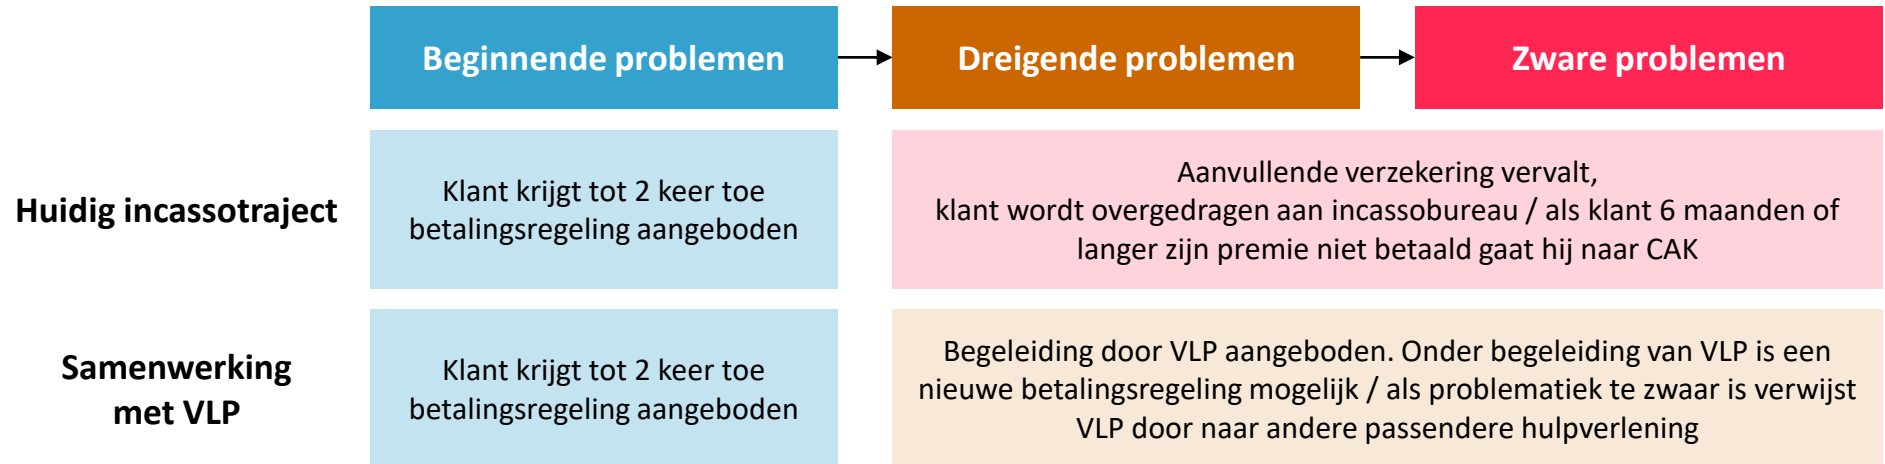 Beginnende problemen
Dreigende problemen
Zware problemen
Huidig incassotraject
Klant krijgt tot 2 keer toe
betalingsregeling aangeboden
Aanvullende verzekering vervalt,
klant wordt overgedragen aan incassobureau / als klant 6 maanden of
langer zijn premie niet betaald gaat hij naar CAK
Samenwerking
met VLP
Klant krijgt tot 2 keer toe
betalingsregeling aangeboden
Begeleiding door VLP aangeboden. Onder begeleiding van VLP is een
nieuwe betalingsregeling mogelijk / als problematiek te zwaar is verwijst
VLP door naar andere passendere hulpverlening